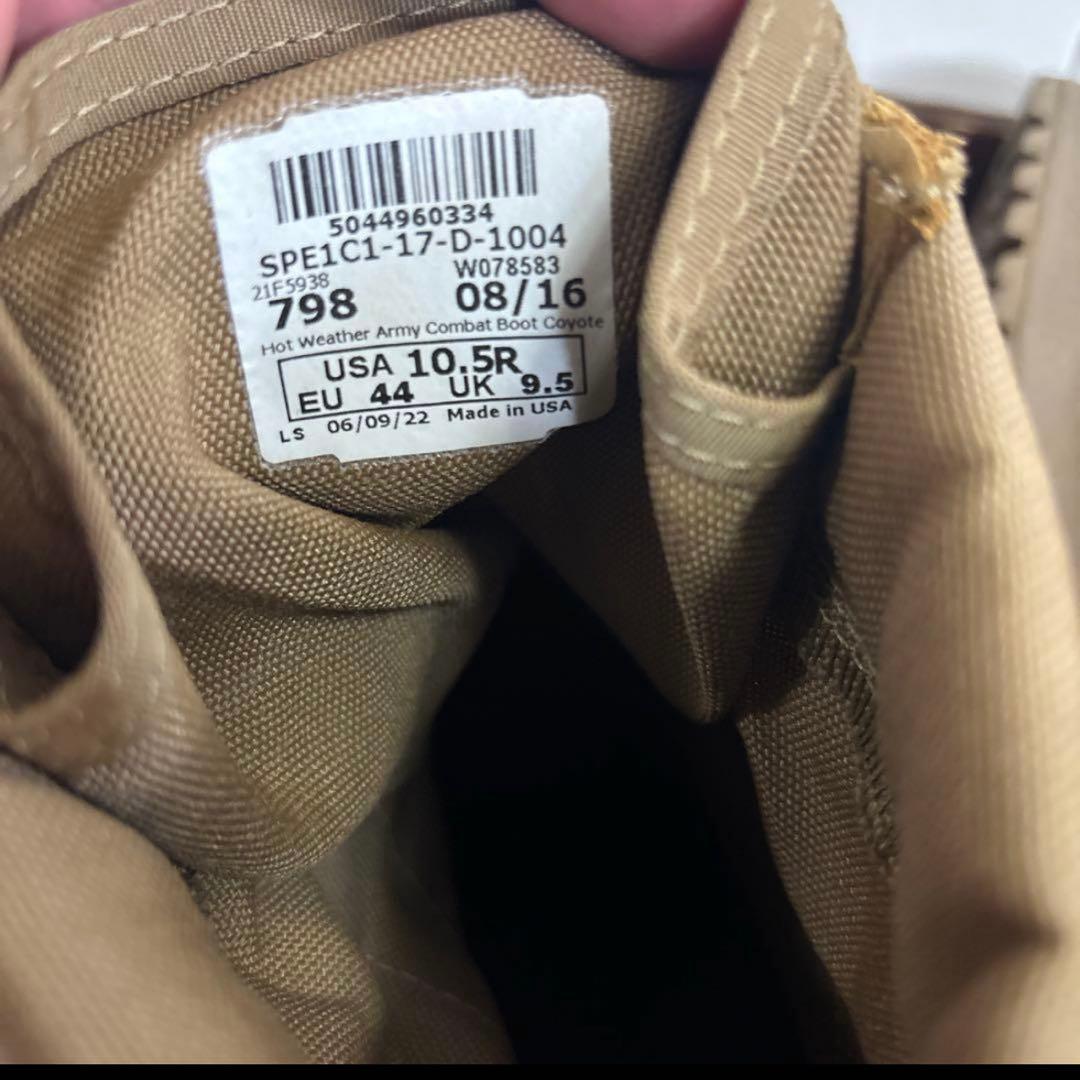 5044960334
SPE1C1-17-D-1004
21F5938 W078583
798 08/16
Hot Weather Army Combat Boot Coyote
USA 10.5R
EU 44 UK 9.5
LS 06/09/22 Made in USA